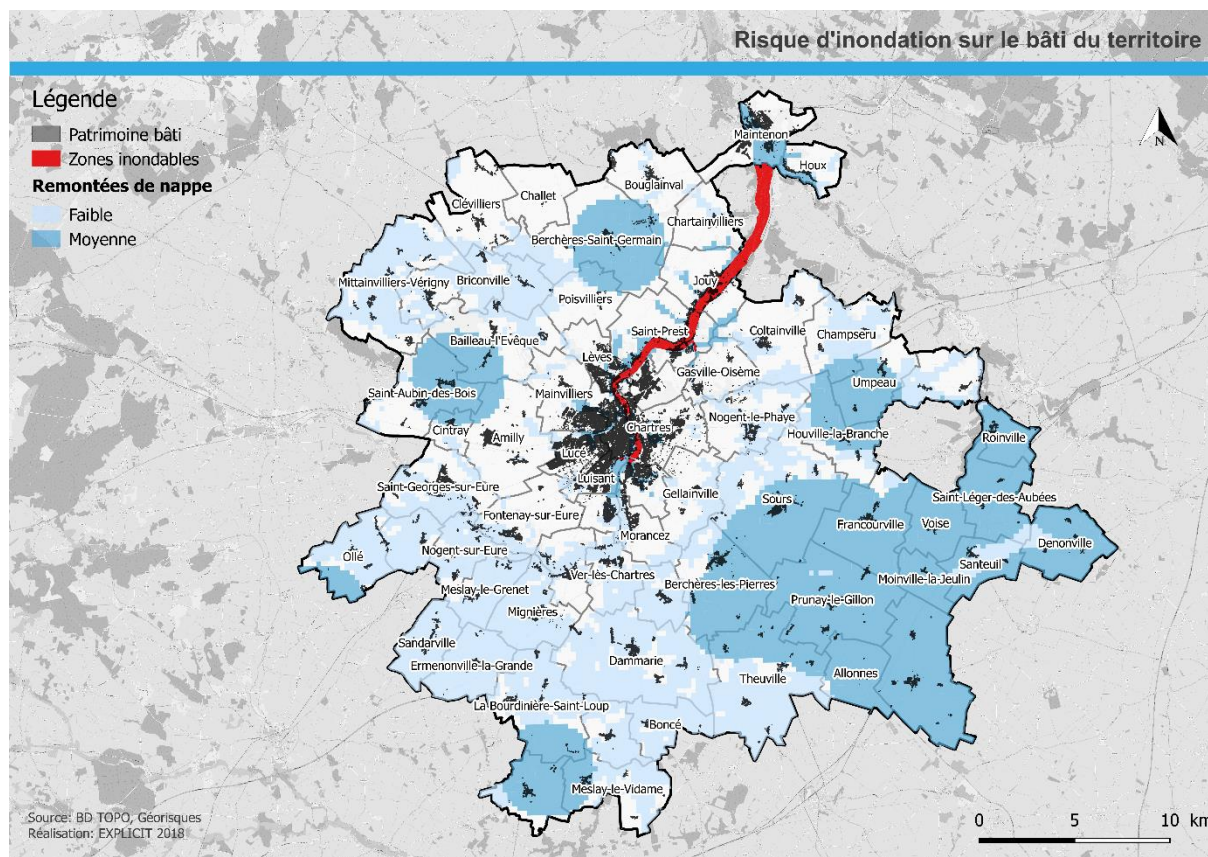 Risque d'inondation sur le bâti du territoire
Légende
Patrimoine bâti
Zones inondables
Remontées de nappe
Faible
Moyenne
N
Maintenon
Houx
Bouglainval
Challet
Clévilliers
Chartainvilliers
Berchères-Saint-Germain
Mittainvilliers-Vérigny
Briconville
Jouy
Poisvilliers
Saint-Prest
Coltainville
Champseru
Bailleau-l'Evêque
Lèves
Gasville-Oisème
Umpeau
Saint-Aubin-des-Bois
Mainvilliers
Nogent-le-Phaye
Cintray
Amilly
Chartres
Houville-la-Branche
Roinville
Lucé
Luisant
Saint-Georges-sur-Eure
Gellainville
Sours
Saint-Léger-des-Aubées
Fontenay-sur-Eure
Francourville
Voise
Morancez
Denonville
Ollé
Nogent-sur-Eure
Santeuil
Ver-lès-Chartres
Berchères-les-Pierres
Moinville-la-Jeulin
Meslay-le-Grenet
Prunay-le-Gillon
Mignières
Sandarville
Dammarie
Ermenonville-la-Grande
Theuville
Allonnes
La Bourdinière-Saint-Loup
Boncé
Meslay-le-Vidame
Source: BD TOPO, Géorisques
Réalisation: EXPLICIT 2018
0 5 10 km